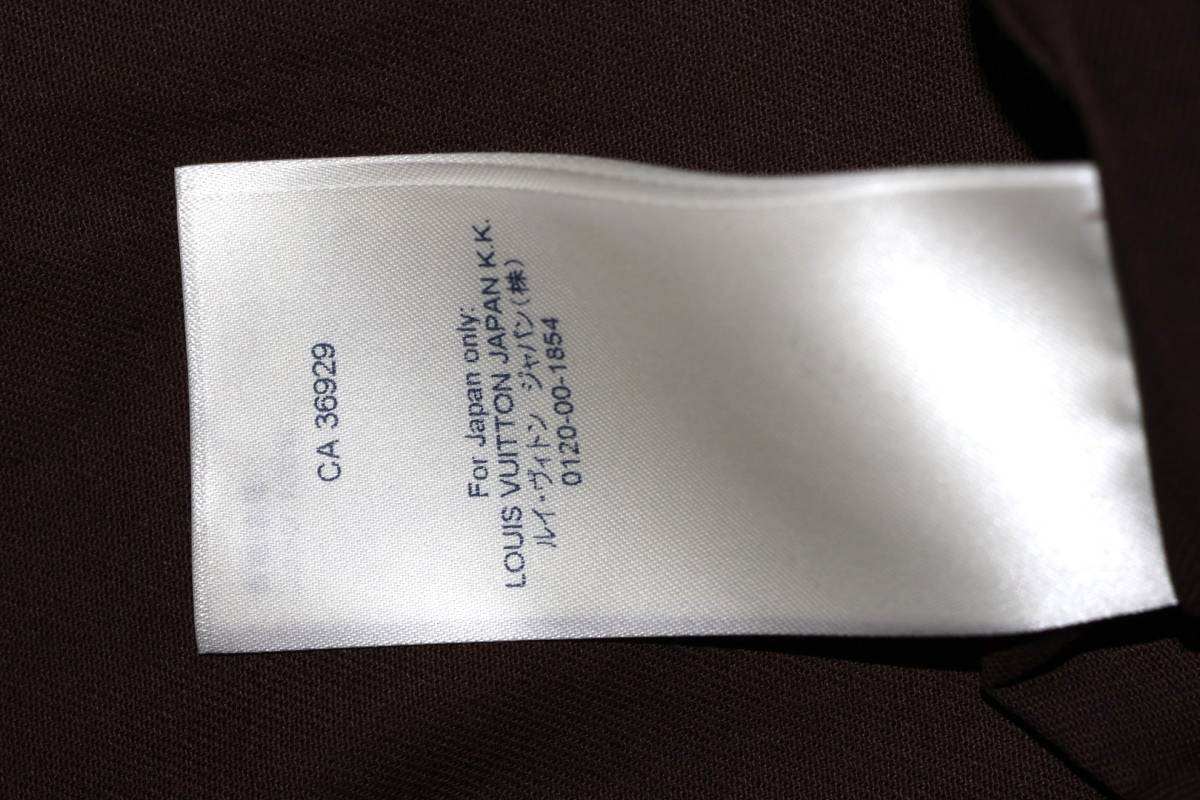 CA 36929
For Japan only:
LOUIS VUITTON JAPAN K.K.
ルイ・ヴィトン ジャパン(株)
0120-00-1854